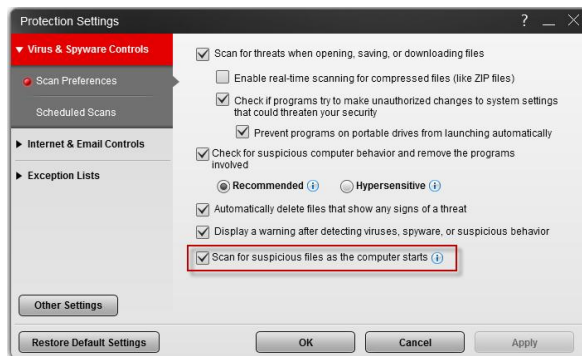 Protection Settings
? _ ×
Virus & Spyware Controls
Scan Preferences
Scheduled Scans
Internet & Email Controls
Exception Lists
Scan for threats when opening, saving, or downloading files
Enable real-time scanning for compressed files (like ZIP files)
Check if programs try to make unauthorized changes to system settings
that could threaten your security
Prevent programs on portable drives from launching automatically
Check for suspicious computer behavior and remove the programs
involved
Recommended i Hypersensitive i
Automatically delete files that show any signs of a threat
Display a warning after detecting viruses, spyware, or suspicious behavior
Scan for suspicious files as the computer starts i
Other Settings
Restore Default Settings OK Cancel Apply